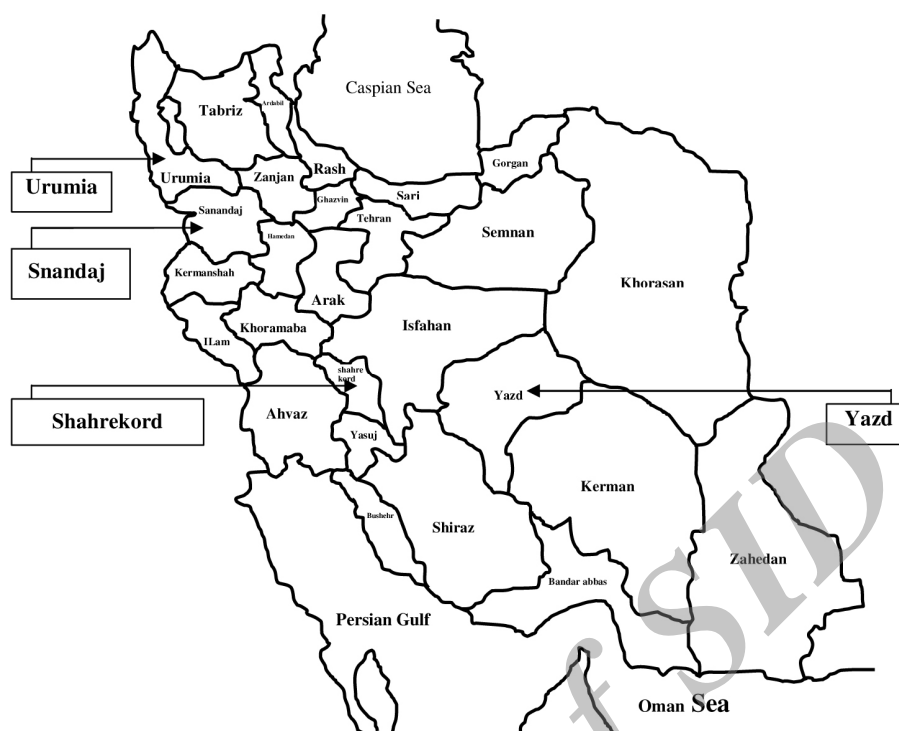 Caspian Sea
Tabriz
Ardabil
Urumia
Urumia
Zanjan
Rash
Gorgan
Sanandaj
Ghazvin
Sari
Tehran
Semnan
Hamedan
Snandaj
Kermanshah
Khorasan
Arak
Isfahan
Khoramaba
ILam
shahre
kord
Yazd
Shahrekord
Ahvaz
Yazd
Yasuj
Kerman
Bushehr
Shiraz
Zahedan
Bandar abbas
Persian Gulf
Oman Sea
f SID